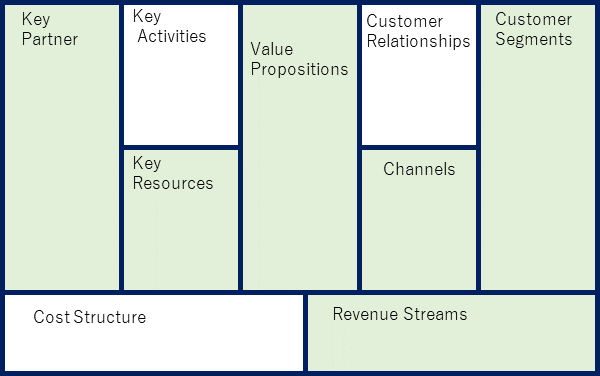 Key
Partner
Key
Activities
Value
Propositions
Customer
Relationships
Customer
Segments
Key
Resources
Channels
Cost Structure
Revenue Streams